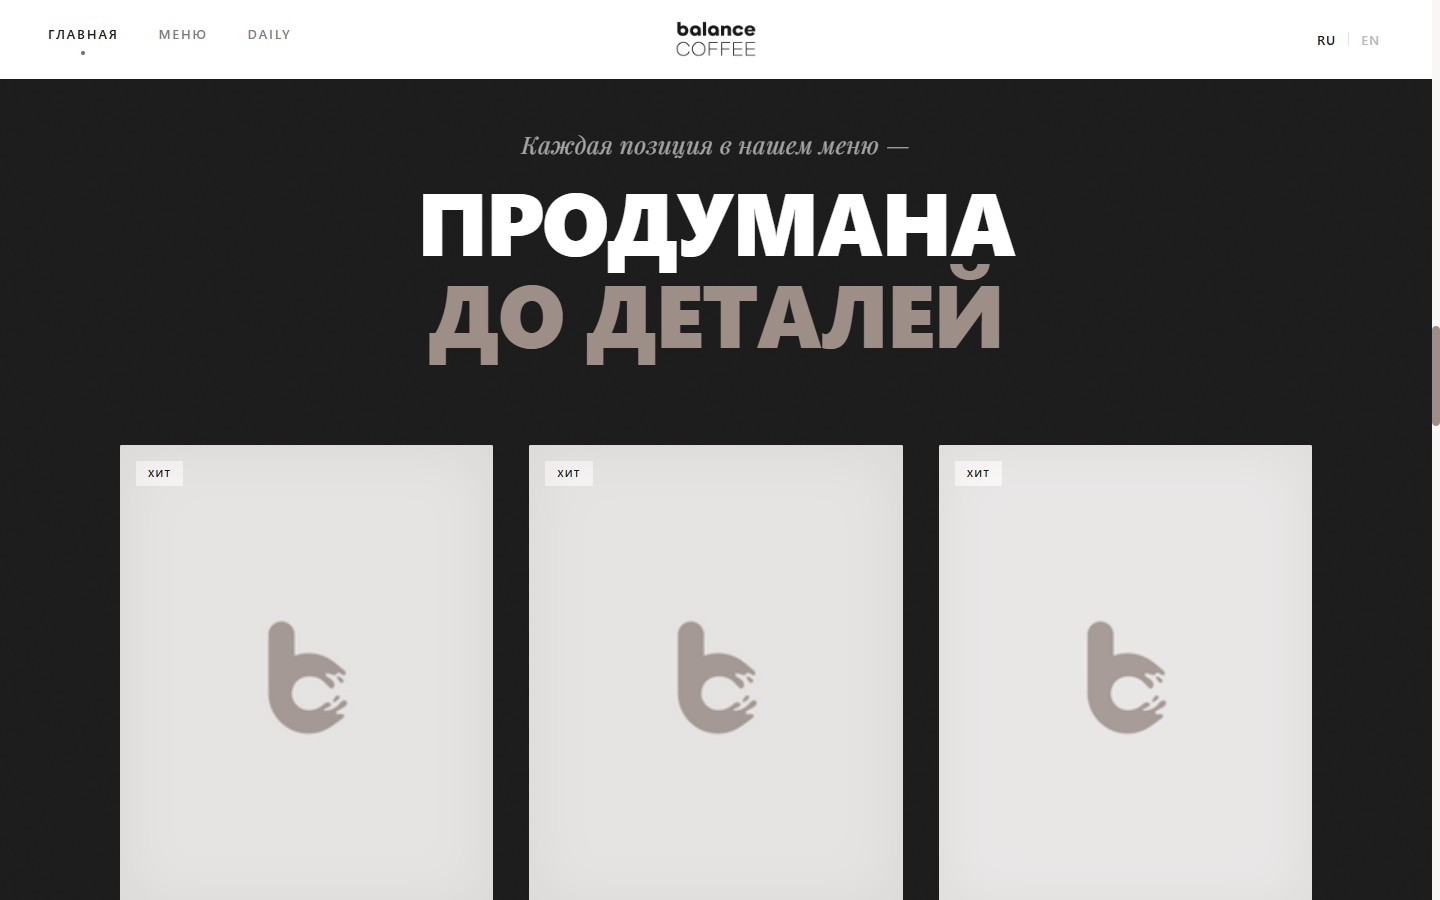 ГЛАВНАЯ МЕНЮ DAILY
balance
COFFEE
RU EN
Каждая позиция в нашем меню —
ПРОДУМАНА
ДО ДЕТАЛЕЙ
ХИТ ХИТ ХИТ